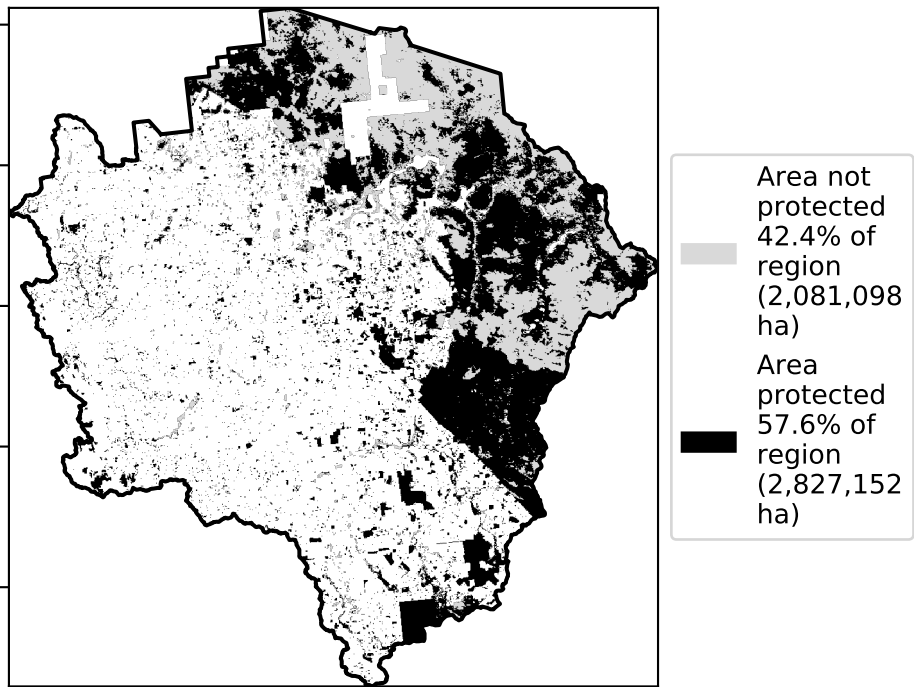 Area not
protected
42.4% of
region
(2,081,098
ha)
Area
protected
57.6% of
region
(2,827,152
ha)